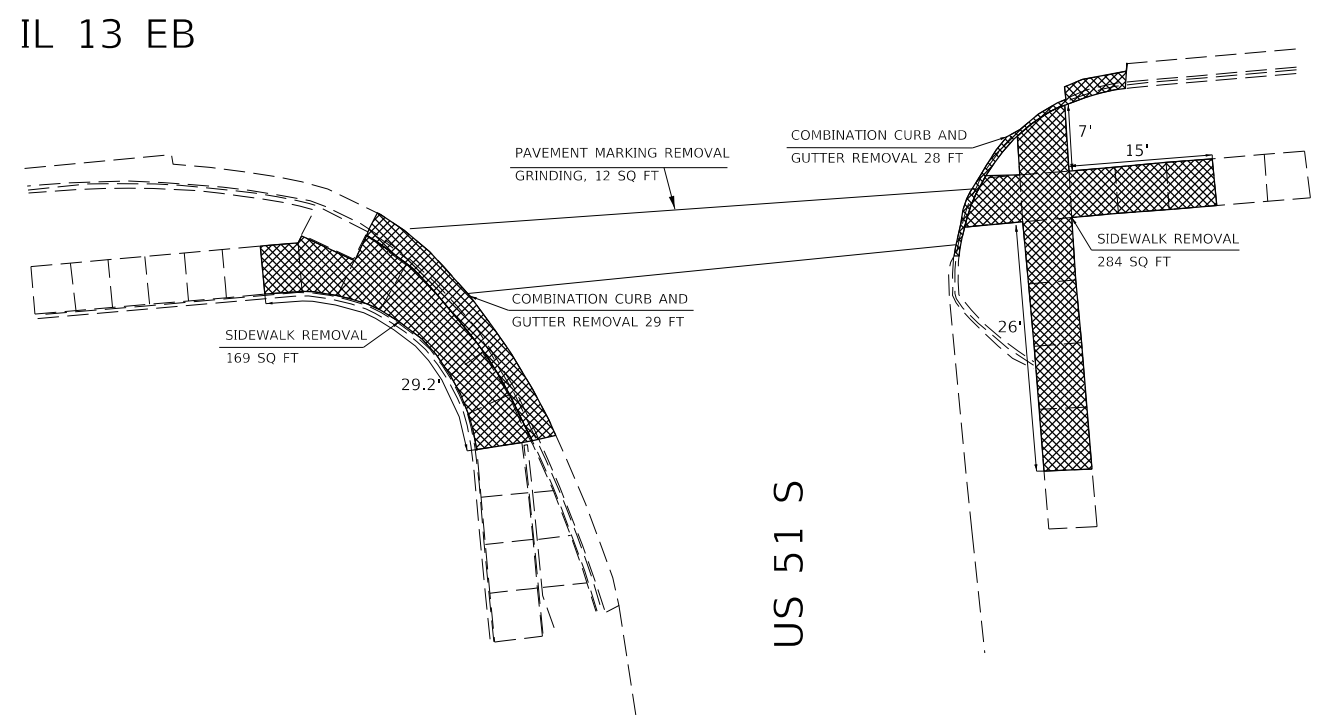 IL 13 EB
COMBINATION CURB AND
GUTTER REMOVAL 28 FT
7'
15'
PAVEMENT MARKING REMOVAL
GRINDING, 12 SQ FT
SIDEWALK REMOVAL
284 SQ FT
COMBINATION CURB AND
GUTTER REMOVAL 29 FT
26'
SIDEWALK REMOVAL
169 SQ FT
29.2'
US 51 S